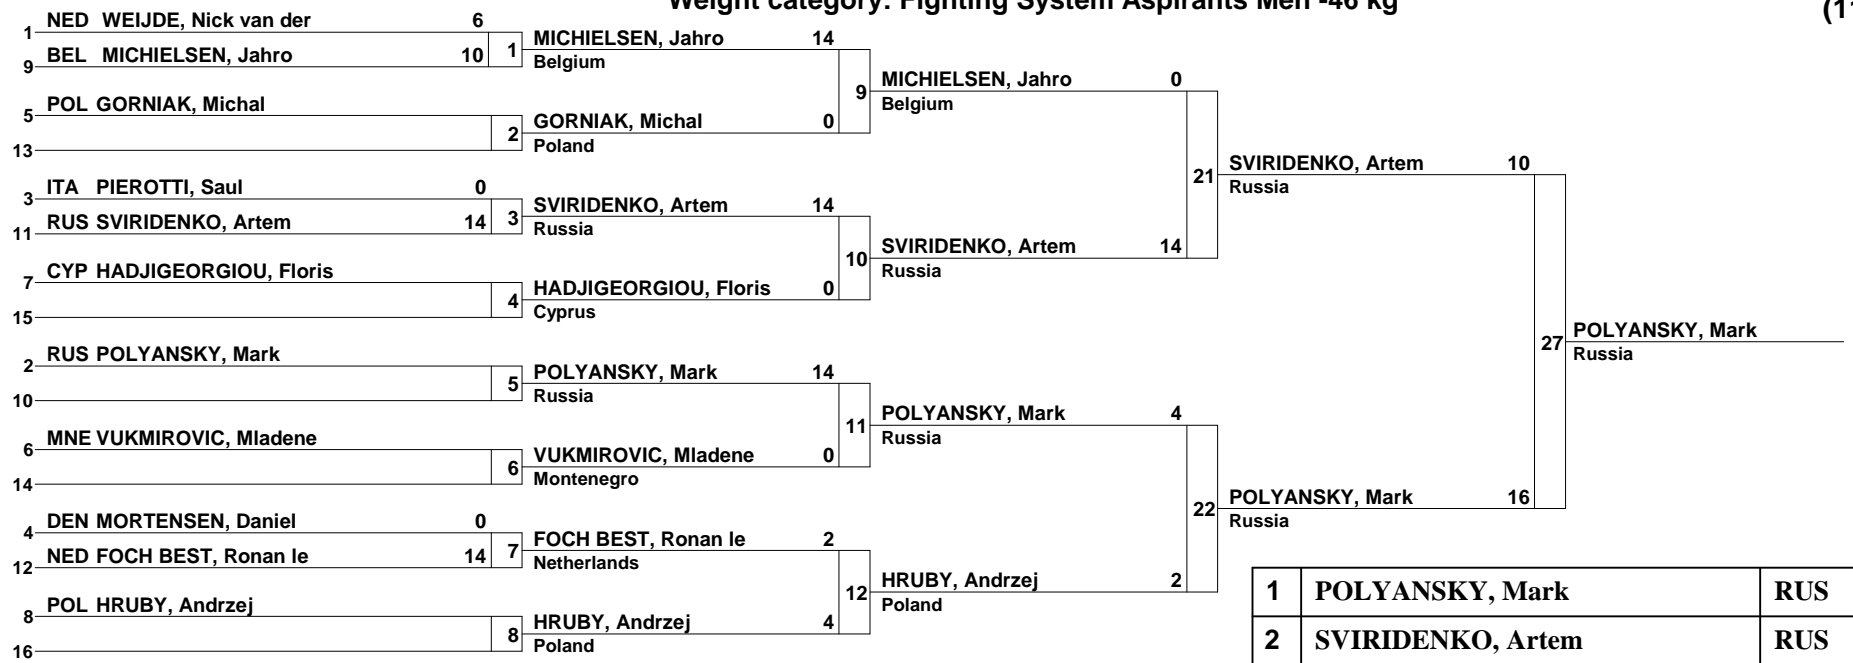 Weight category: Fighting System Aspirants Men -46 kg
(11
1 NED WEIJDE, Nick van der 6
9 BEL MICHIELSEN, Jahro 10
1 MICHIELSEN, Jahro 14
Belgium
5 POL GORNIAK, Michal
13
2 GORNIAK, Michal 0
Poland
9 MICHIELSEN, Jahro 0
Belgium
3 ITA PIEROTTI, Saul 0
11 RUS SVIRIDENKO, Artem 14
3 SVIRIDENKO, Artem 14
Russia
7 CYP HADJIGEORGIOU, Floris
15
4 HADJIGEORGIOU, Floris 0
Cyprus
10 SVIRIDENKO, Artem 14
Russia
21 SVIRIDENKO, Artem 10
Russia
2 RUS POLYANSKY, Mark
10
5 POLYANSKY, Mark 14
Russia
6 MNE VUKMIROVIC, Mladene
14
6 VUKMIROVIC, Mladene 0
Montenegro
11 POLYANSKY, Mark 4
Russia
4 DEN MORTENSEN, Daniel 0
12 NED FOCH BEST, Ronan le 14
7 FOCH BEST, Ronan le 2
Netherlands
8 POL HRUBY, Andrzej
16
8 HRUBY, Andrzej 4
Poland
12 HRUBY, Andrzej 2
Poland
22 POLYANSKY, Mark 16
Russia
27 POLYANSKY, Mark
Russia
1 POLYANSKY, Mark RUS
2 SVIRIDENKO, Artem RUS